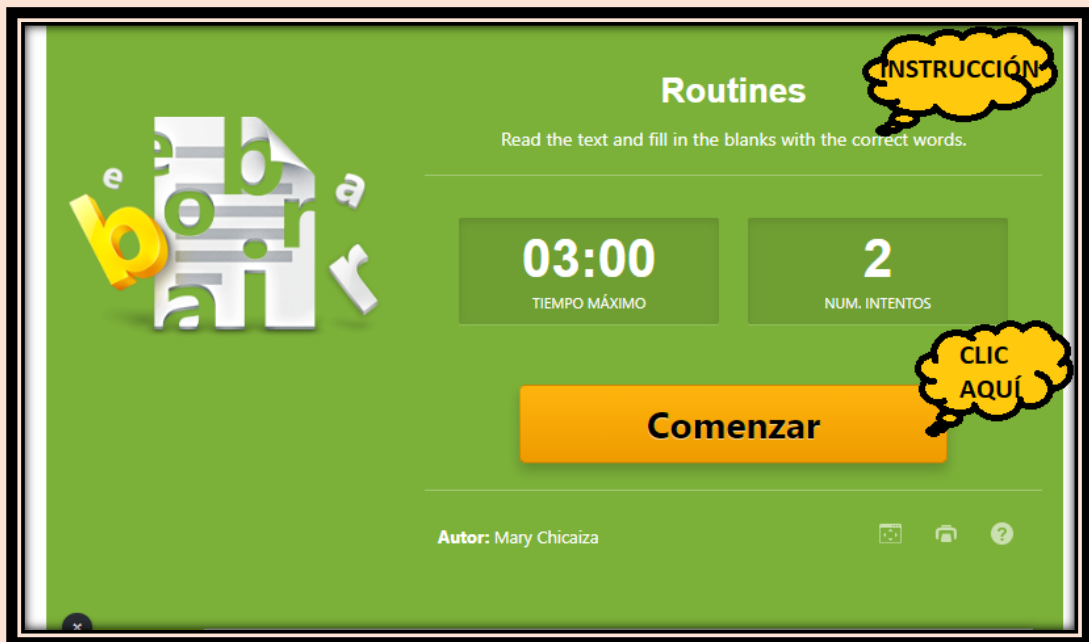 INSTRUCCIÓN
Routines
Read the text and fill in the blanks with the correct words.
03:00
TIEMPO MÁXIMO
2
NUM. INTENTOS
CLIC
AQUÍ
Comenzar
Autor: Mary Chicaiza